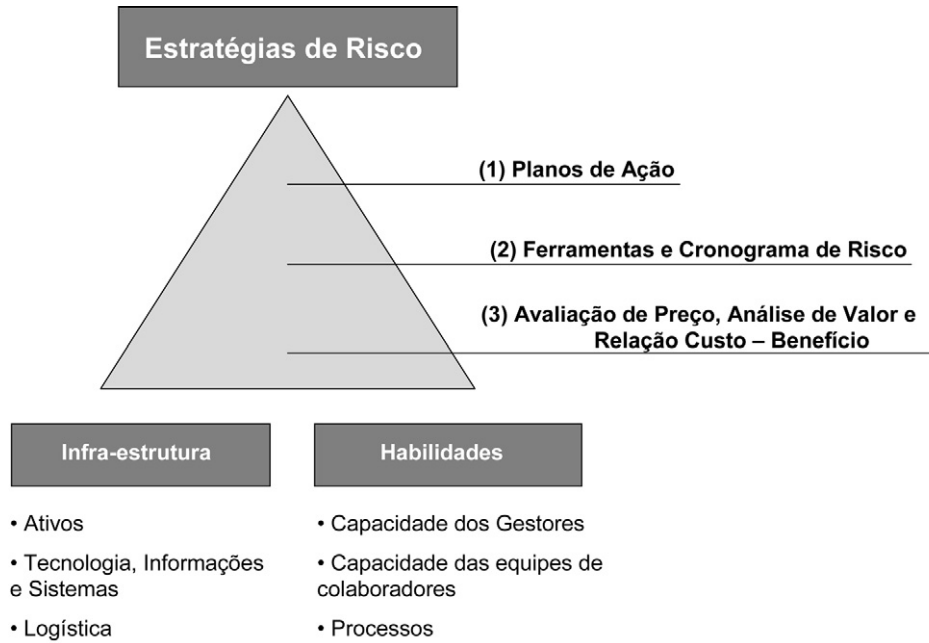 Estratégias de Risco
(1) Planos de Ação
(2) Ferramentas e Cronograma de Risco
(3) Avaliação de Preço, Análise de Valor e
Relação Custo – Benefício
Infra-estrutura
• Ativos
• Tecnologia, Informações
e Sistemas
• Logística
Habilidades
• Capacidade dos Gestores
• Capacidade das equipes de
colaboradores
• Processos